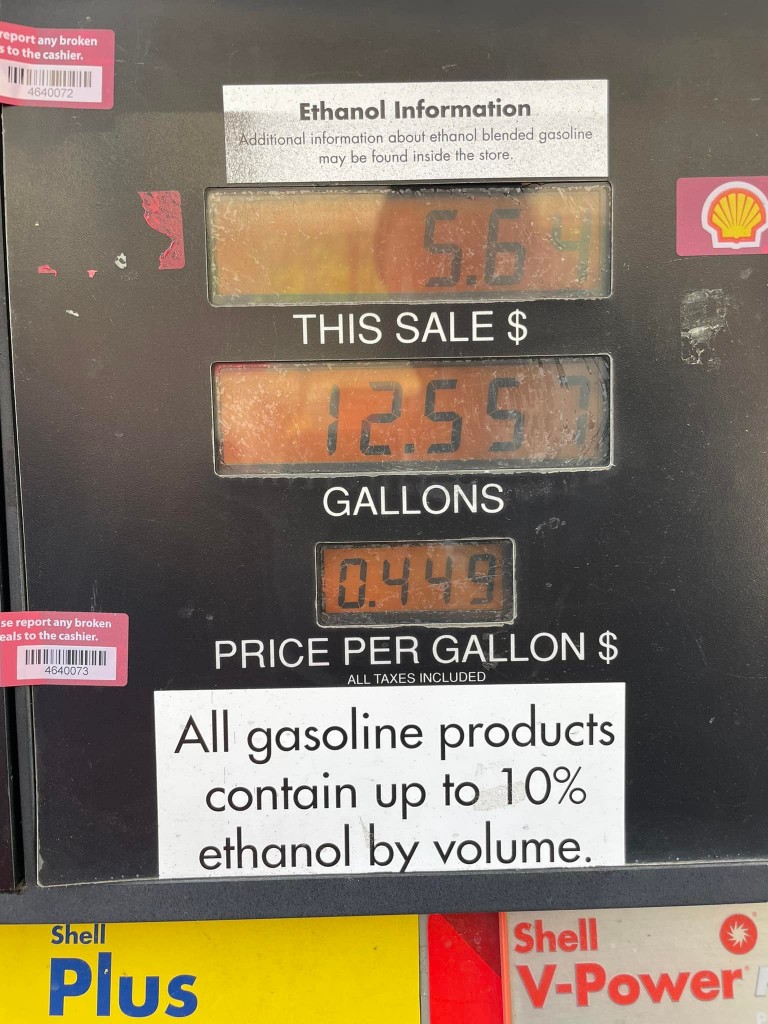 report any broken
s to the cashier.
4640072
Ethanol Information
Additional information about ethanol blended gasoline
may be found inside the store.
5.64
THIS SALE $
12.557
GALLONS
0.449
PRICE PER GALLON $
ALL TAXES INCLUDED
se report any broken
eals to the cashier.
4640073
All gasoline products
contain up to 10%
ethanol by volume.
Shell
Plus
Shell
V-Power